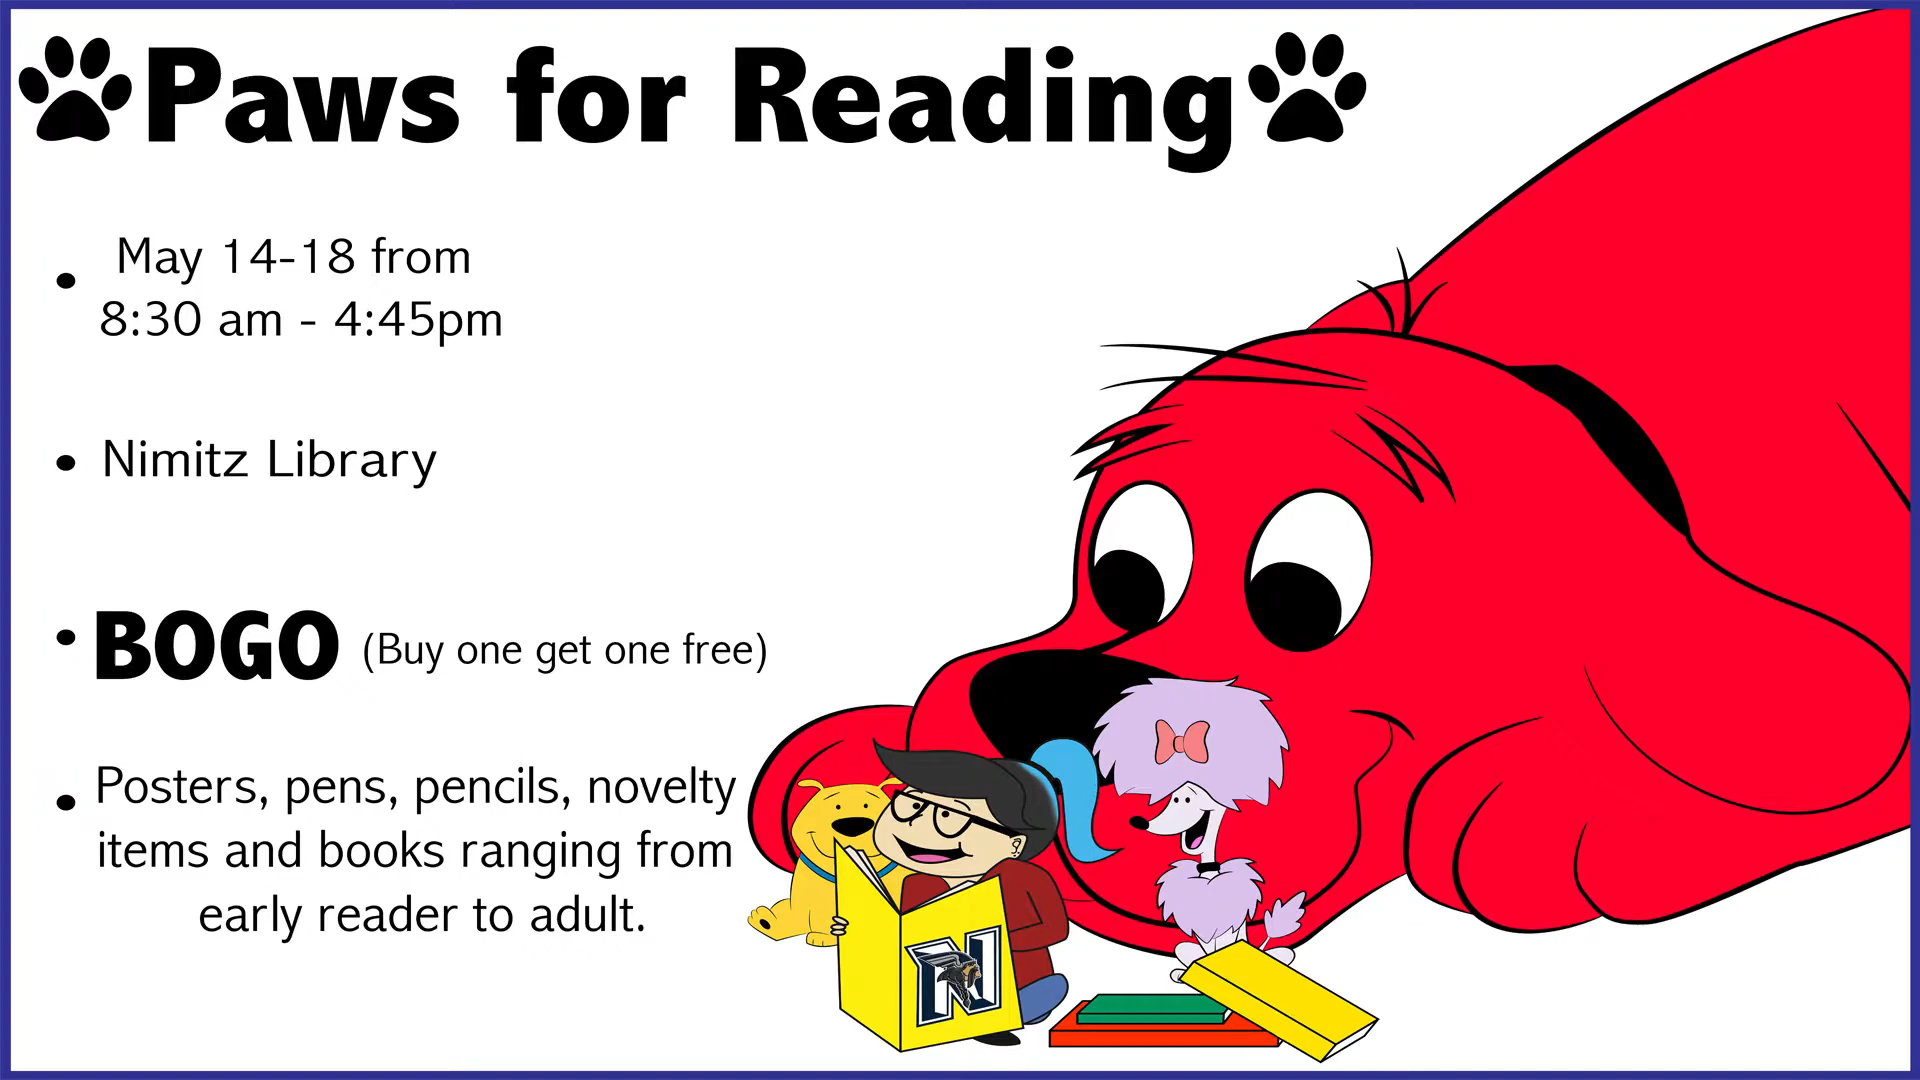 Paws for Reading
• May 14-18 from
8:30 am - 4:45pm
• Nimitz Library
• BOGO (Buy one get one free)
• Posters, pens, pencils, novelty
items and books ranging from
early reader to adult.
N